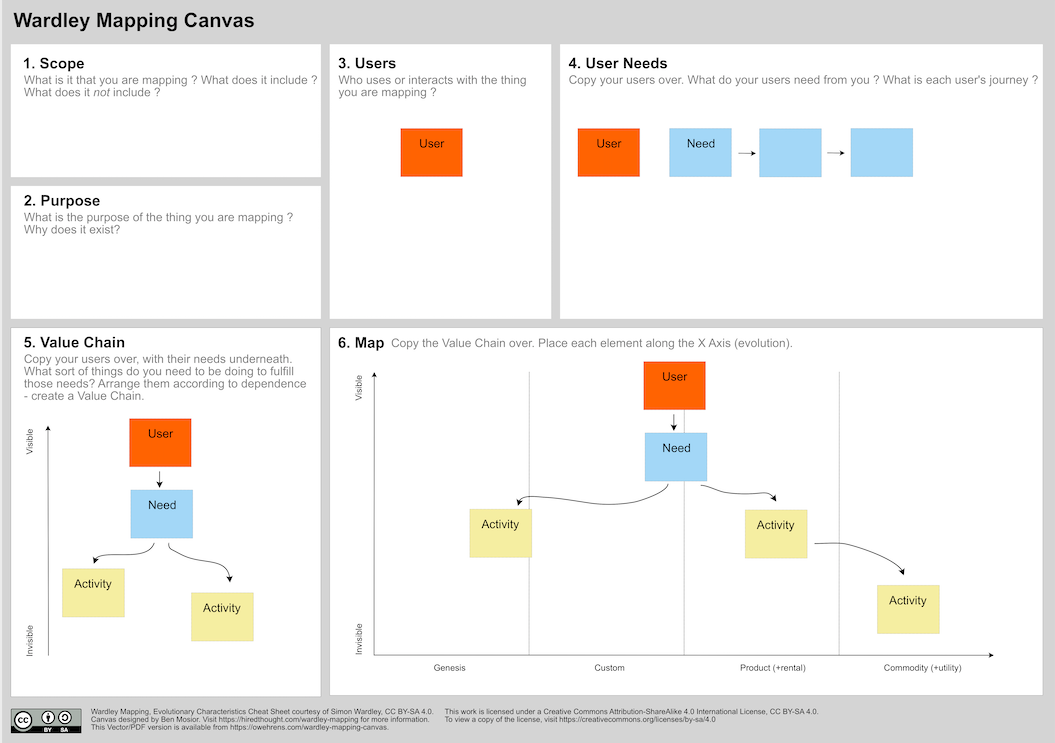 Wardley Mapping Canvas
1. Scope
What is it that you are mapping ? What does it include ?
What does it not include ?
2. Purpose
What is the purpose of the thing you are mapping ?
Why does it exist?
3. Users
Who uses or interacts with the thing
you are mapping ?
User
4. User Needs
Copy your users over. What do your users need from you ? What is each user's journey ?
User
Need
5. Value Chain
Copy your users over, with their needs underneath.
What sort of things do you need to be doing to fulfill
those needs? Arrange them according to dependence
- create a Value Chain.
Visible
Invisible
User
Need
Activity
Activity
6. Map
Copy the Value Chain over. Place each element along the X Axis (evolution).
Visible
Invisible
User
Need
Activity
Activity
Activity
Genesis
Custom
Product (+rental)
Commodity (+utility)
CC
BY SA
Wardley Mapping, Evolutionary Characteristics Cheat Sheet courtesy of Simon Wardley, CC BY-SA 4.0.
Canvas designed by Ben Mosior. Visit https://hiredthought.com/wardley-mapping for more information.
This Vector/PDF version is available from https://owehrens.com/wardley-mapping-canvas.
This work is licensed under a Creative Commons Attribution-ShareAlike 4.0 International License, CC BY-SA 4.0.
To view a copy of the license, visit https://creativecommons.org/licenses/by-sa/4.0